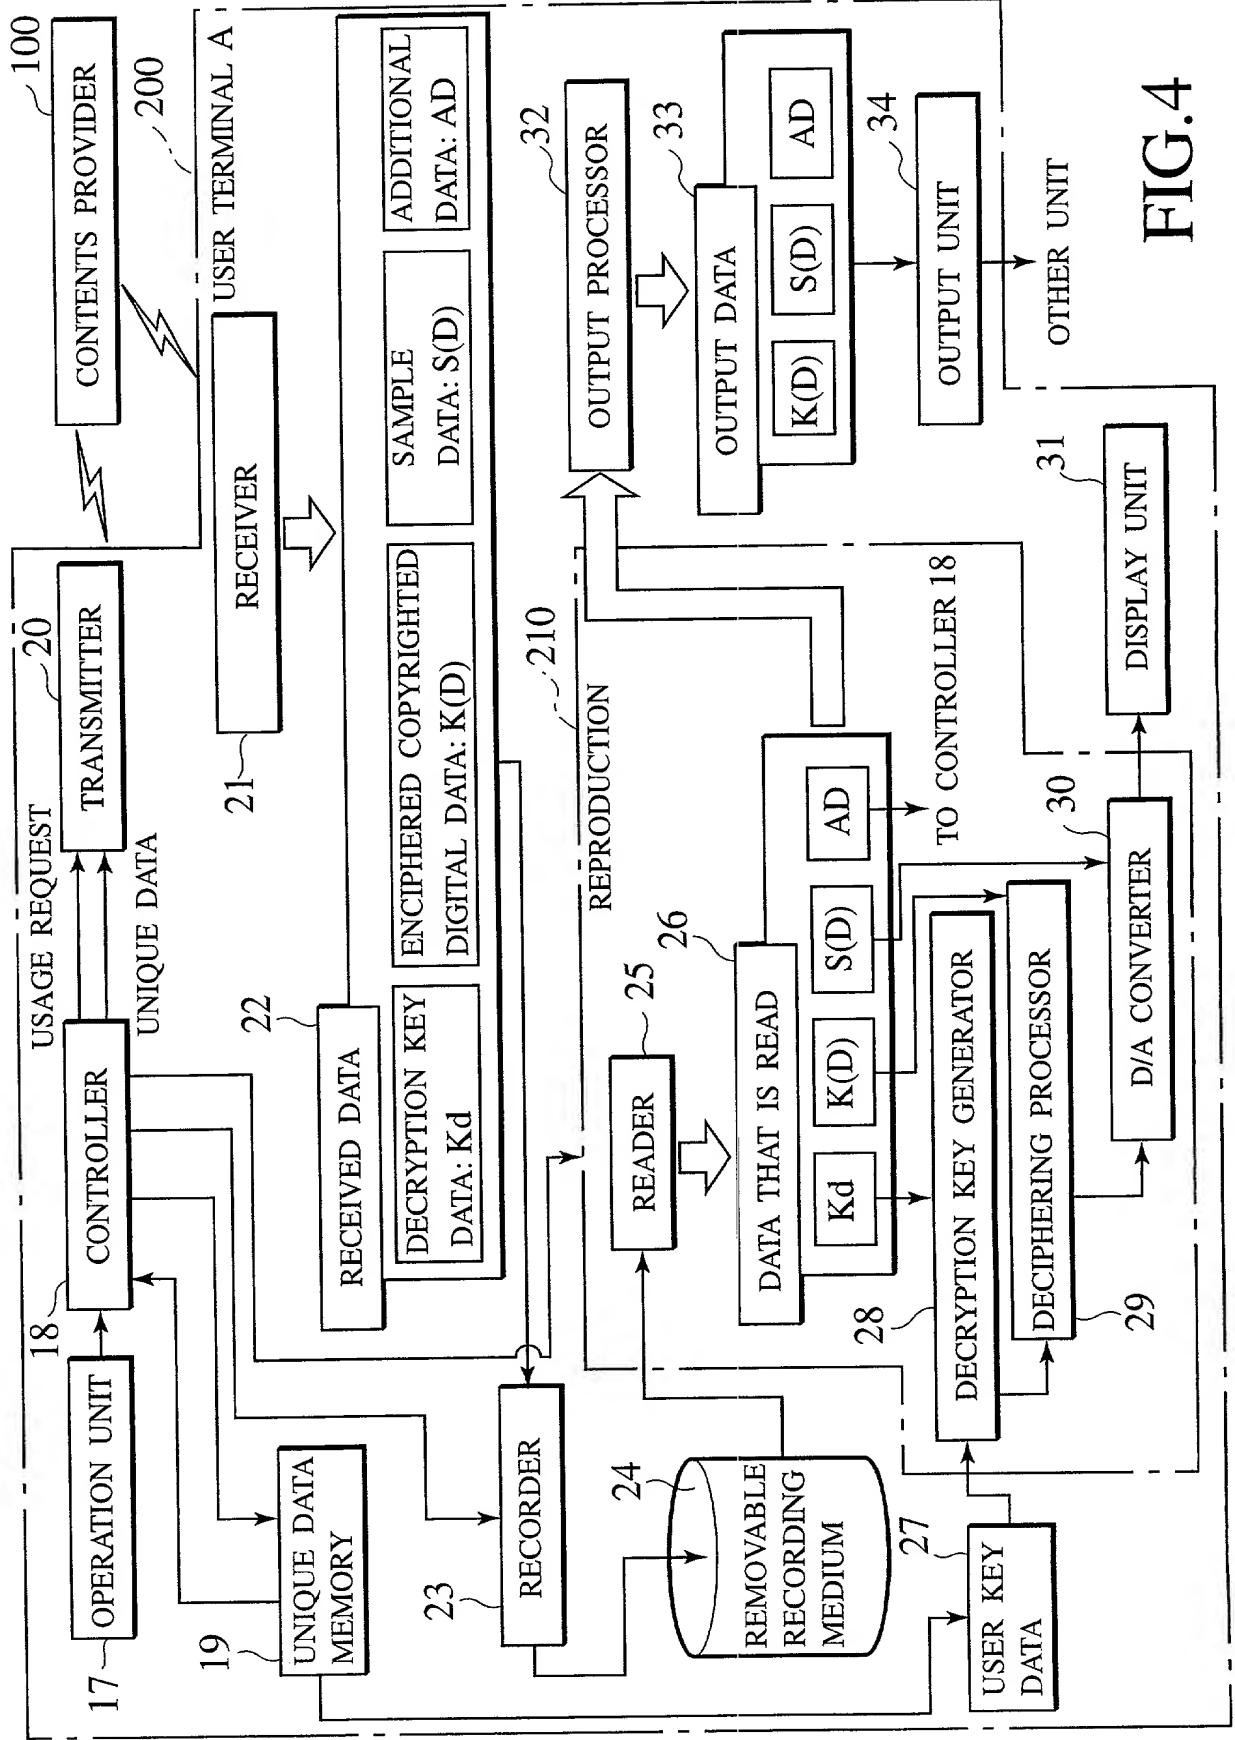 100
CONTENTS PROVIDER
200
USER TERMINAL A
USAGE REQUEST
UNIQUE DATA
20
TRANSMITTER
18
CONTROLLER
17
OPERATION UNIT
19
UNIQUE DATA
MEMORY
21
RECEIVER
22
RECEIVED DATA
DECRYPTION KEY
DATA: Kd
ENCIPHERED COPYRIGHTED
DIGITAL DATA: K(D)
SAMPLE
DATA: S(D)
ADDITIONAL
DATA: AD
23
RECORDER
24
REMOVABLE
RECORDING
MEDIUM
210
REPRODUCTION
25
READER
26
DATA THAT IS READ
Kd
K(D)
S(D)
AD
TO CONTROLLER 18
27
USER KEY
DATA
28
DECRYPTION KEY GENERATOR
29
DECIPHERING PROCESSOR
30
D/A CONVERTER
31
DISPLAY UNIT
32
OUTPUT PROCESSOR
33
OUTPUT DATA
K(D)
S(D)
AD
34
OUTPUT UNIT
OTHER UNIT
FIG.4